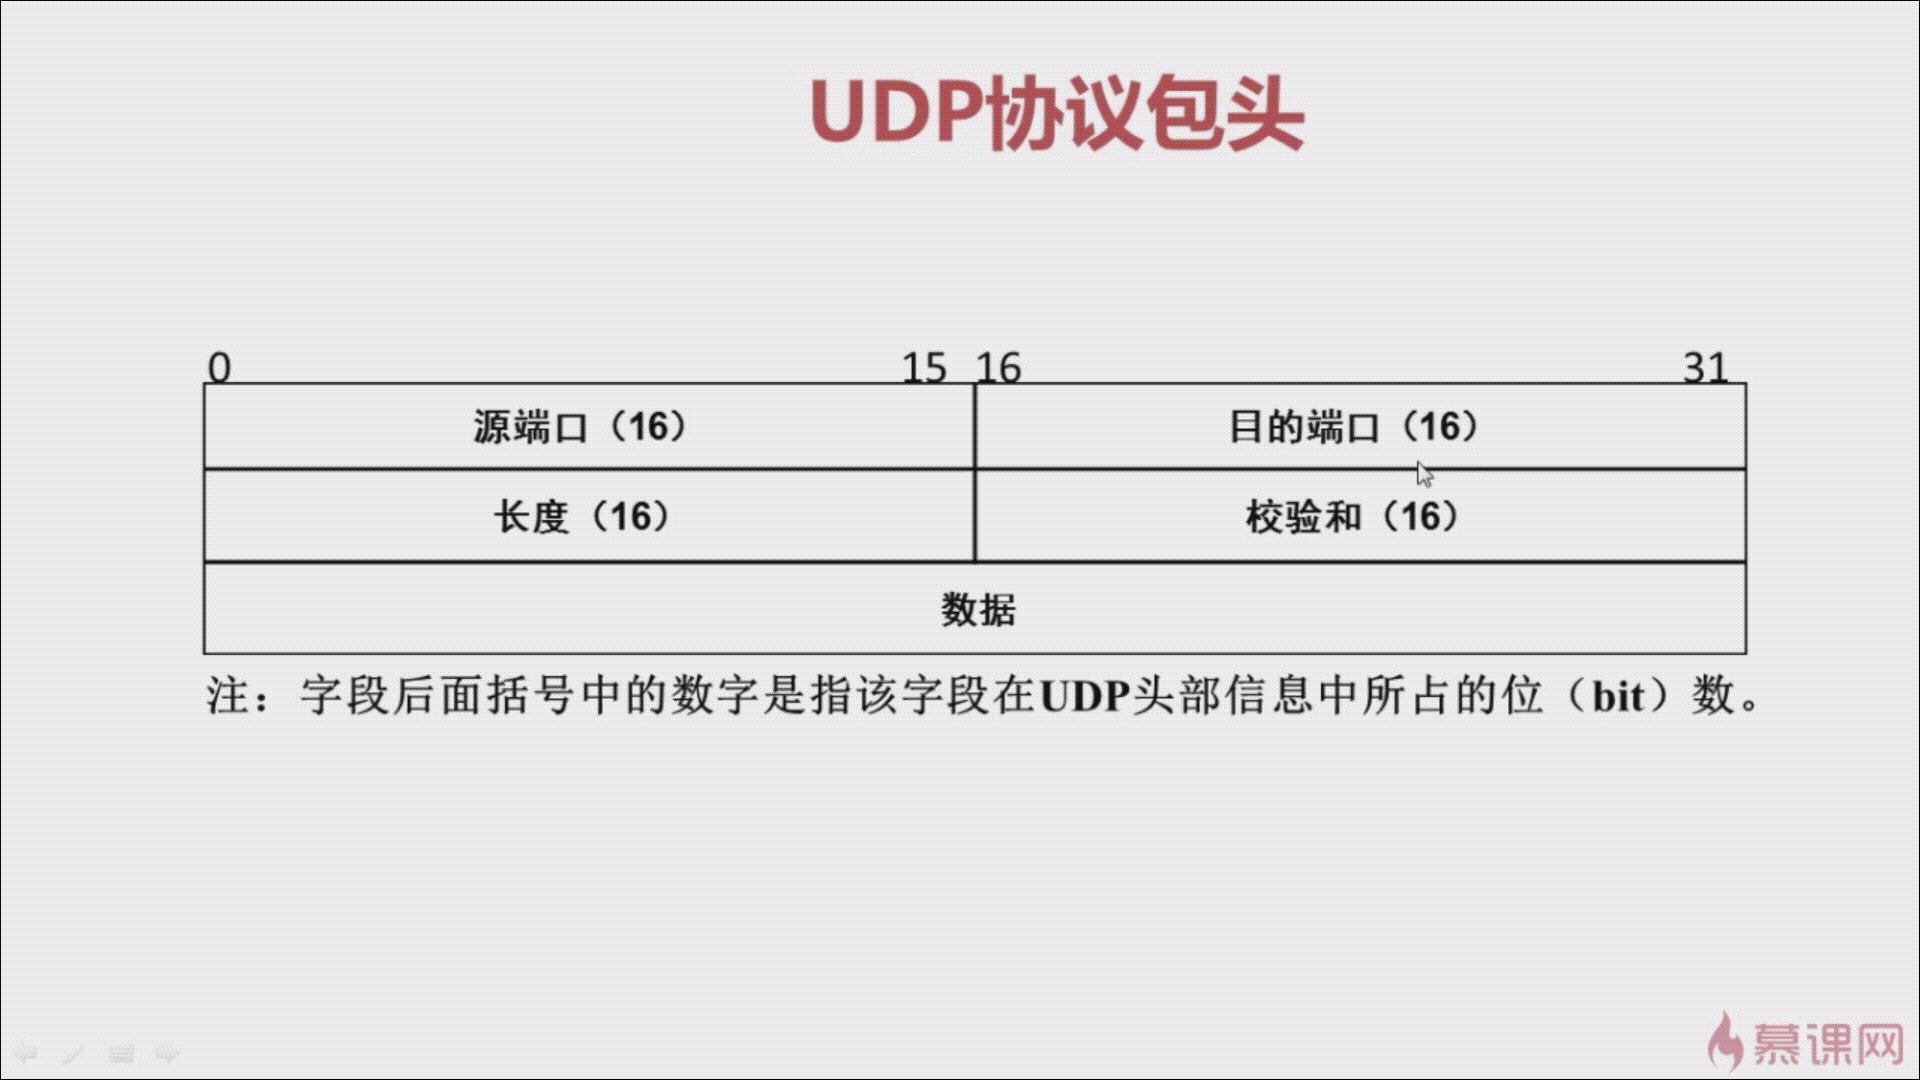 UDP协议包头
0 15 16 31
源端口（16） 目的端口（16）
长度（16） 校验和（16）
数据
注：字段后面括号中的数字是指该字段在UDP头部信息中所占的位（bit）数。
慕课网